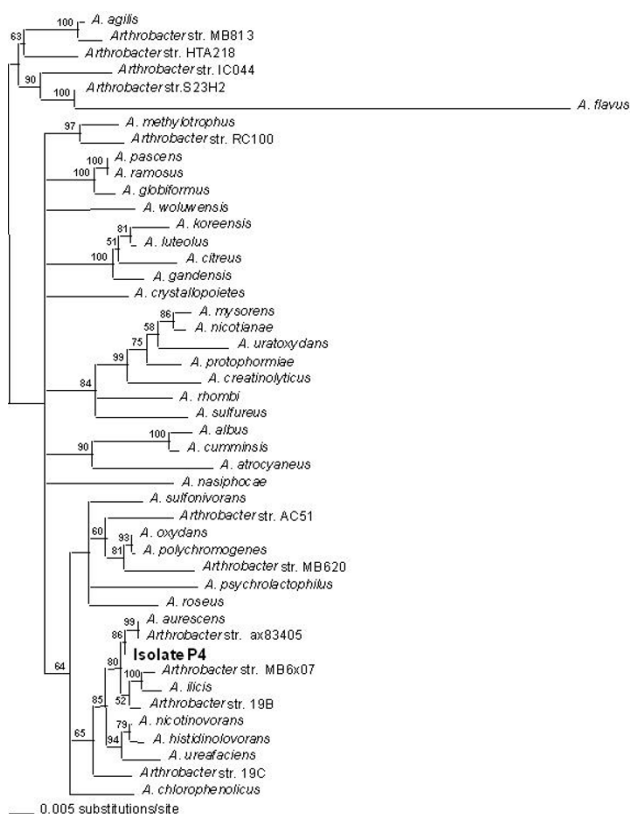 A. agilis
100
Arthrobacter str. MB813
63
Arthrobacter str. HTA218
Arthrobacter str. IC044
90
Arthrobacter str.S23H2
100
A. flavus
A. methylotrophus
97
Arthrobacter str. RC100
A. pascens
100
A. ramosus
100
A. globiformus
A. woluwensis
A. koreensis
81
A. luteolus
51
A. citreus
100
A. gandensis
A. crystallopoietes
A. mysorens
86
A. nicotianae
58
A. uratoxydans
75
A. protophormiae
99
A. creatinolyticus
84
A. rhombi
A. sulfureus
A. albus
100
A. cumminsis
90
A. atrocyaneus
A. nasiphocae
A. sulfonivorans
Arthrobacter str. AC51
60
A. oxydans
93
A. polychromogenes
81
Arthrobacter str. MB620
A. psychrolactophilus
A. roseus
A. aurescens
99
Arthrobacter str. ax83405
86
Isolate P4
80
Arthrobacter str. MB6x07
64
100
A. ilicis
52
Arthrobacter str. 19B
85
A. nicotinovorans
79
A. histidinolovorans
65
94
A. ureafaciens
Arthrobacter str. 19C
A. chlorophenolicus
0.005 substitutions/site